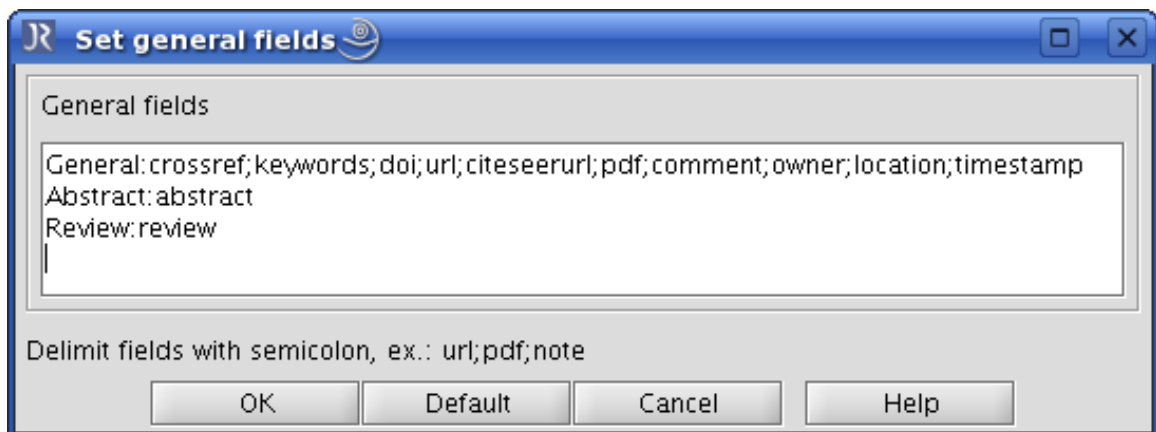 JR Set general fields
General fields
General:crossref;keywords;doi;url;citeseerurl;pdf;comment;owner;location;timestamp
Abstract:abstract
Review:review
Delimit fields with semicolon, ex.: url;pdf;note
OK Default Cancel Help